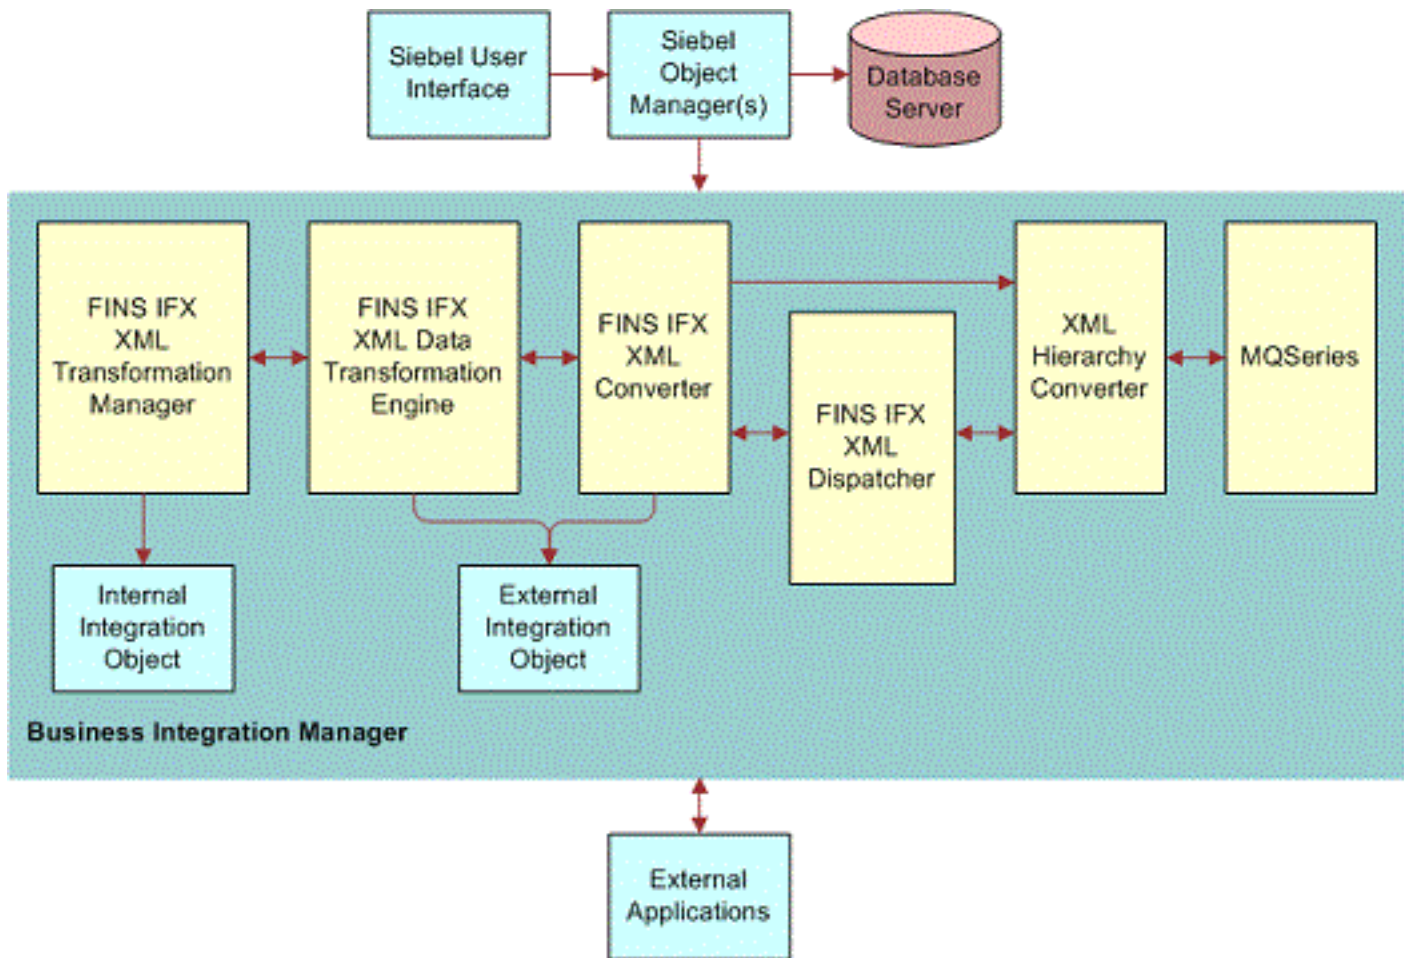 Siebel User
Interface
Siebel
Object
Manager(s)
Database
Server
FINS IFX
XML
Transformation
Manager
FINS IFX
XML Data
Transformation
Engine
FINS IFX
XML
Converter
FINS IFX
XML
Dispatcher
XML
Hierarchy
Converter
MQSeries
Internal
Integration
Object
External
Integration
Object
Business Integration Manager
External
Applications